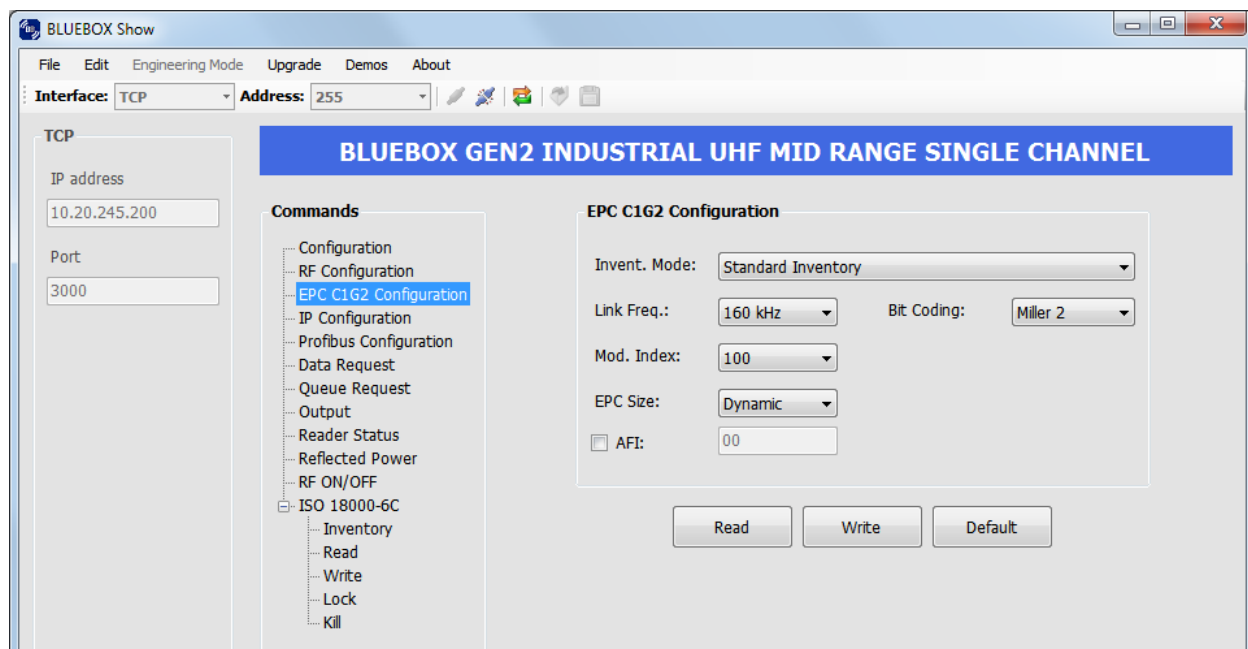 BLUEBOX Show
File Edit Engineering Mode Upgrade Demos About
Interface: TCP Address: 255
TCP
IP address
10.20.245.200
Port
3000
BLUEBOX GEN2 INDUSTRIAL UHF MID RANGE SINGLE CHANNEL
Commands
Configuration
RF Configuration
EPC C1G2 Configuration
IP Configuration
Profibus Configuration
Data Request
Queue Request
Output
Reader Status
Reflected Power
RF ON/OFF
ISO 18000-6C
Inventory
Read
Write
Lock
Kill
EPC C1G2 Configuration
Invent. Mode: Standard Inventory
Link Freq.: 160 kHz Bit Coding: Miller 2
Mod. Index: 100
EPC Size: Dynamic
AFI: 00
Read Write Default